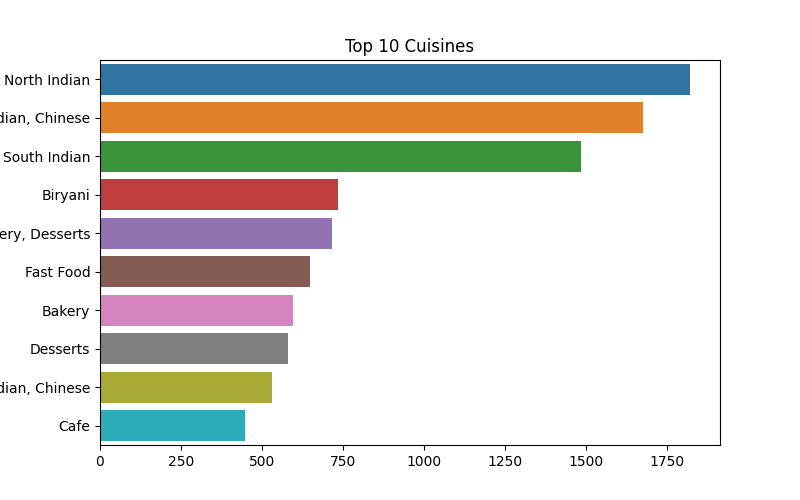 Top 10 Cuisines
North Indian
dian, Chinese
South Indian
Biryani
ery, Desserts
Fast Food
Bakery
Desserts
dian, Chinese
Cafe
0 250 500 750 1000 1250 1500 1750